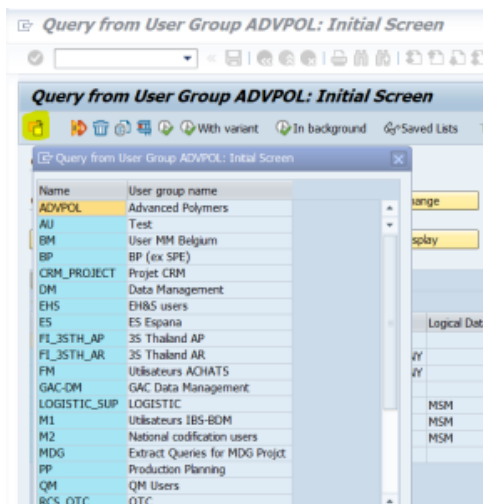 Query from User Group ADVPOL: Initial Screen
Query from User Group ADVPOL: Initial Screen
With variant In background Saved Lists
Query from User Group ADVPOL: Initial Screen
Name User group name
ADVPOL Advanced Polymers
AU Test
BM User MM Belgium
BP BP (ex SPE)
CRM_PROJECT Projet CRM
DM Data Management
EHS EH&S users
ES ES Espana
FI_3STH_AP 3S Thaland AP
FI_3STH_AR 3S Thaland AR
FM Utilisateurs ACHATS
GAC-DM GAC Data Management
LOGISTIC_SUP LOGISTIC
M1 Utilisateurs IBS-BDM
M2 National codification users
MDG Extract Queries for MDG Projct
PP Production Planning
QM QM Users
RCS_OTC OTC
ange
splay
Logical Dat
NY
NY
MSM
MSM
MSM